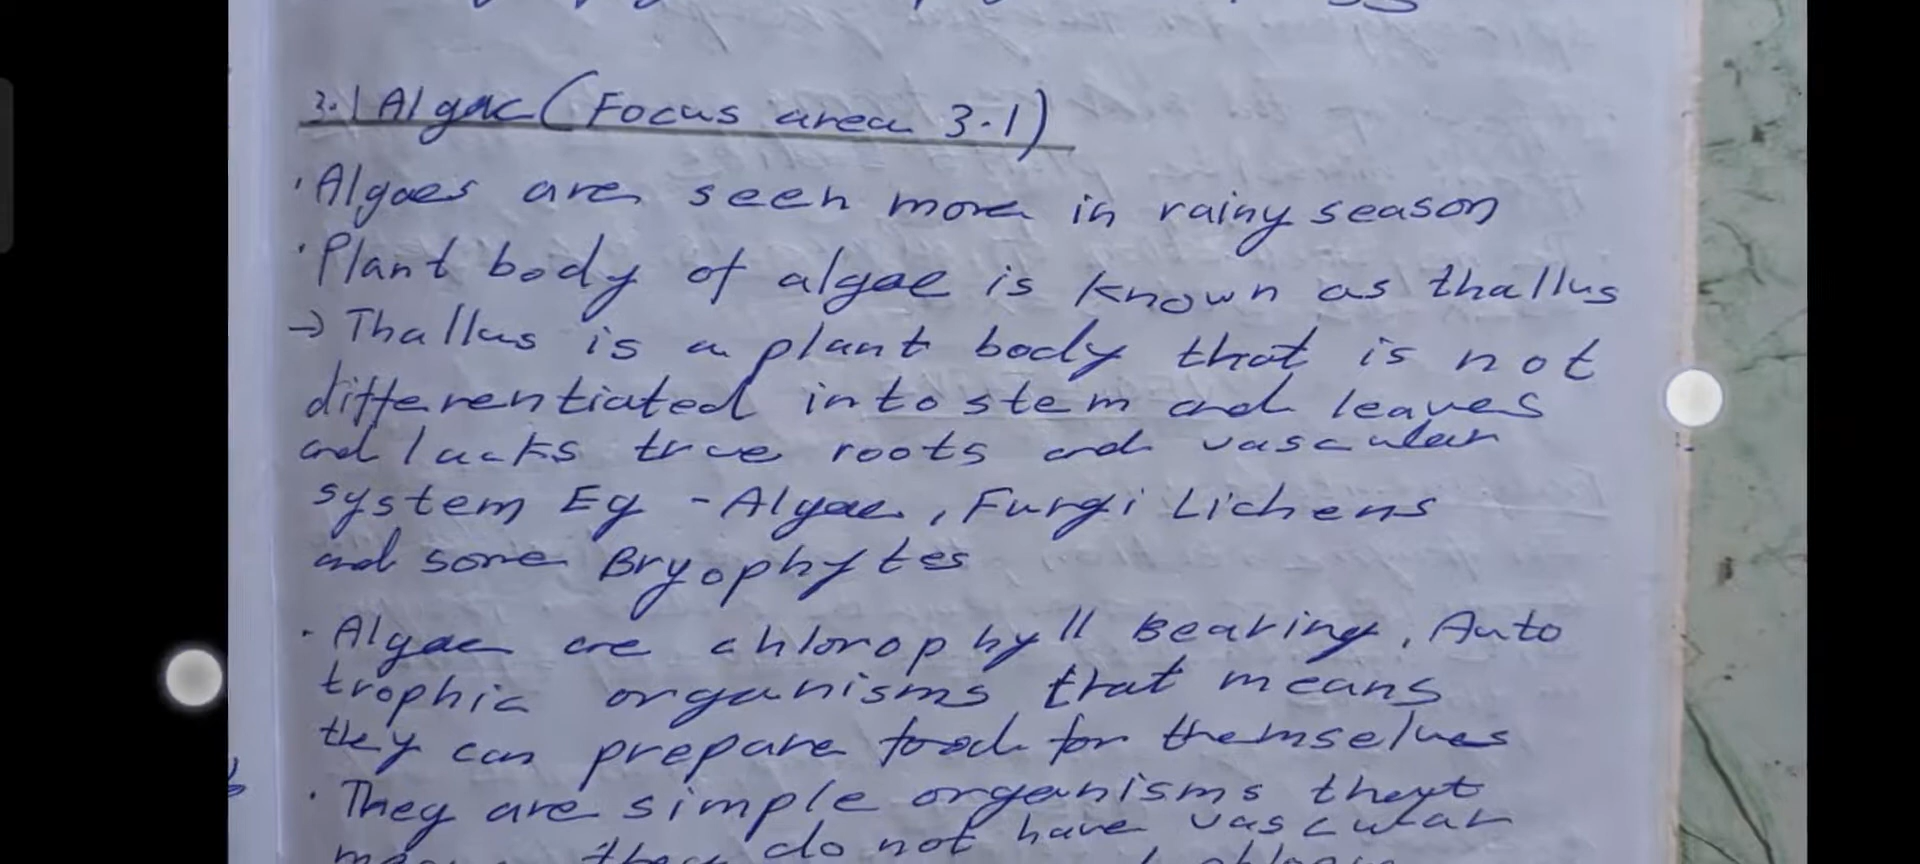 3.1 Algae (Focus area 3.1)
· Algaes are seen more in rainy season
· Plant body of algae is known as thallus
→ Thallus is a plant body that is not
differentiated into stem and leaves
and lacks true roots and vascular
system Eg - Algae, Fungi Lichens
and some Bryophytes
· Algae are chlorophyll Bearing, Auto
trophic organisms that means
they can prepare food for themselves
· They are simple organisms that
they do not have vascular